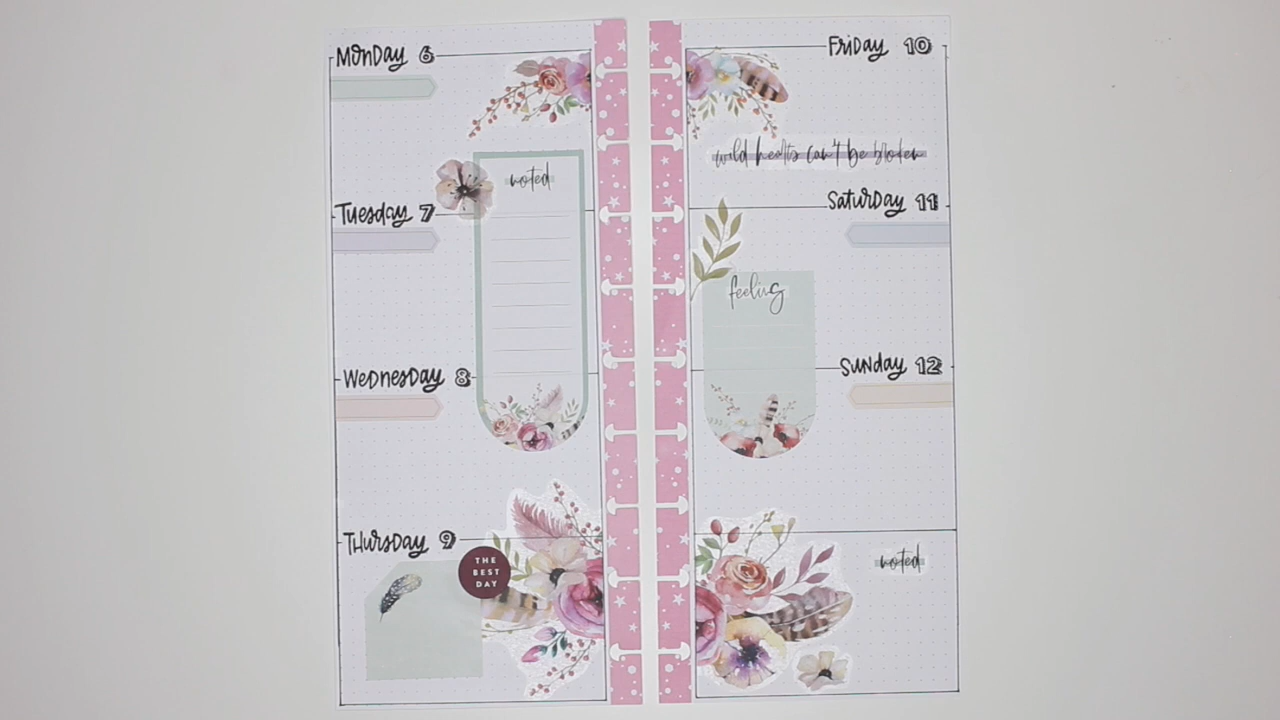 Monday 6
noted
Tuesday 7
Wednesday 8
Thursday 9
THE
BEST
DAY
Friday 10
wild hearts can't be broken
Saturday 11
feeling
Sunday 12
noted